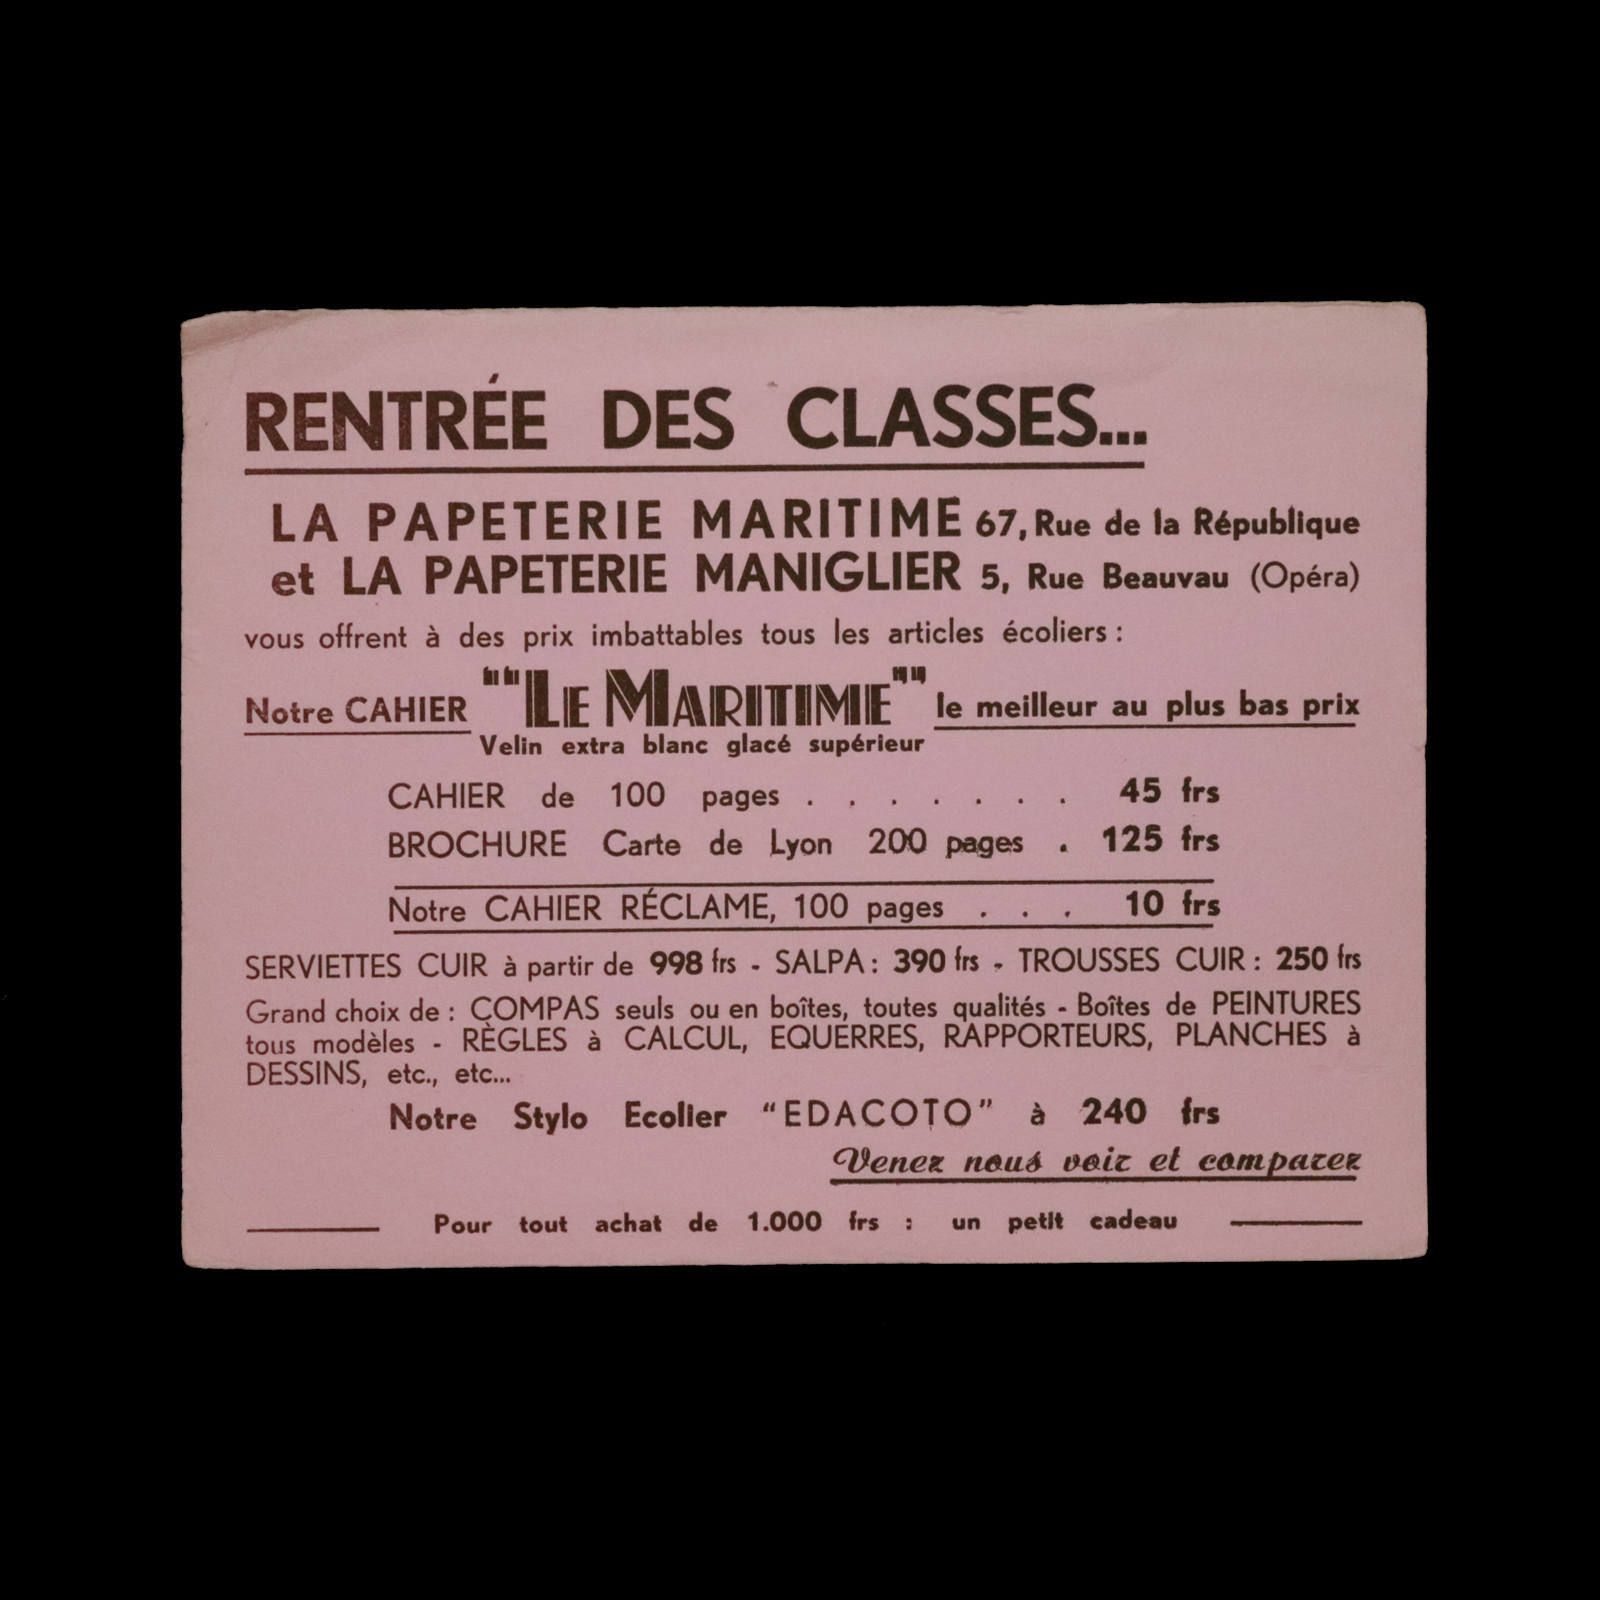 RENTRÉE DES CLASSES...
LA PAPETERIE MARITIME 67, Rue de la République
et LA PAPETERIE MANIGLIER 5, Rue Beauvau (Opéra)
vous offrent à des prix imbattables tous les articles écoliers :
Notre CAHIER ""LE MARITIME"" le meilleur au plus bas prix
Velin extra blanc glacé supérieur
CAHIER de 100 pages . . . . . . . 45 frs
BROCHURE Carte de Lyon 200 pages . 125 frs
Notre CAHIER RÉCLAME, 100 pages . . . 10 frs
SERVIETTES CUIR à partir de 998 frs - SALPA : 390 frs - TROUSSES CUIR : 250 frs
Grand choix de : COMPAS seuls ou en boîtes, toutes qualités - Boîtes de PEINTURES
tous modèles - RÈGLES à CALCUL, EQUERRES, RAPPORTEURS, PLANCHES à
DESSINS, etc., etc...
Notre Stylo Ecolier "EDACOTO" à 240 frs
Venez nous voir et comparez
Pour tout achat de 1.000 frs : un petit cadeau